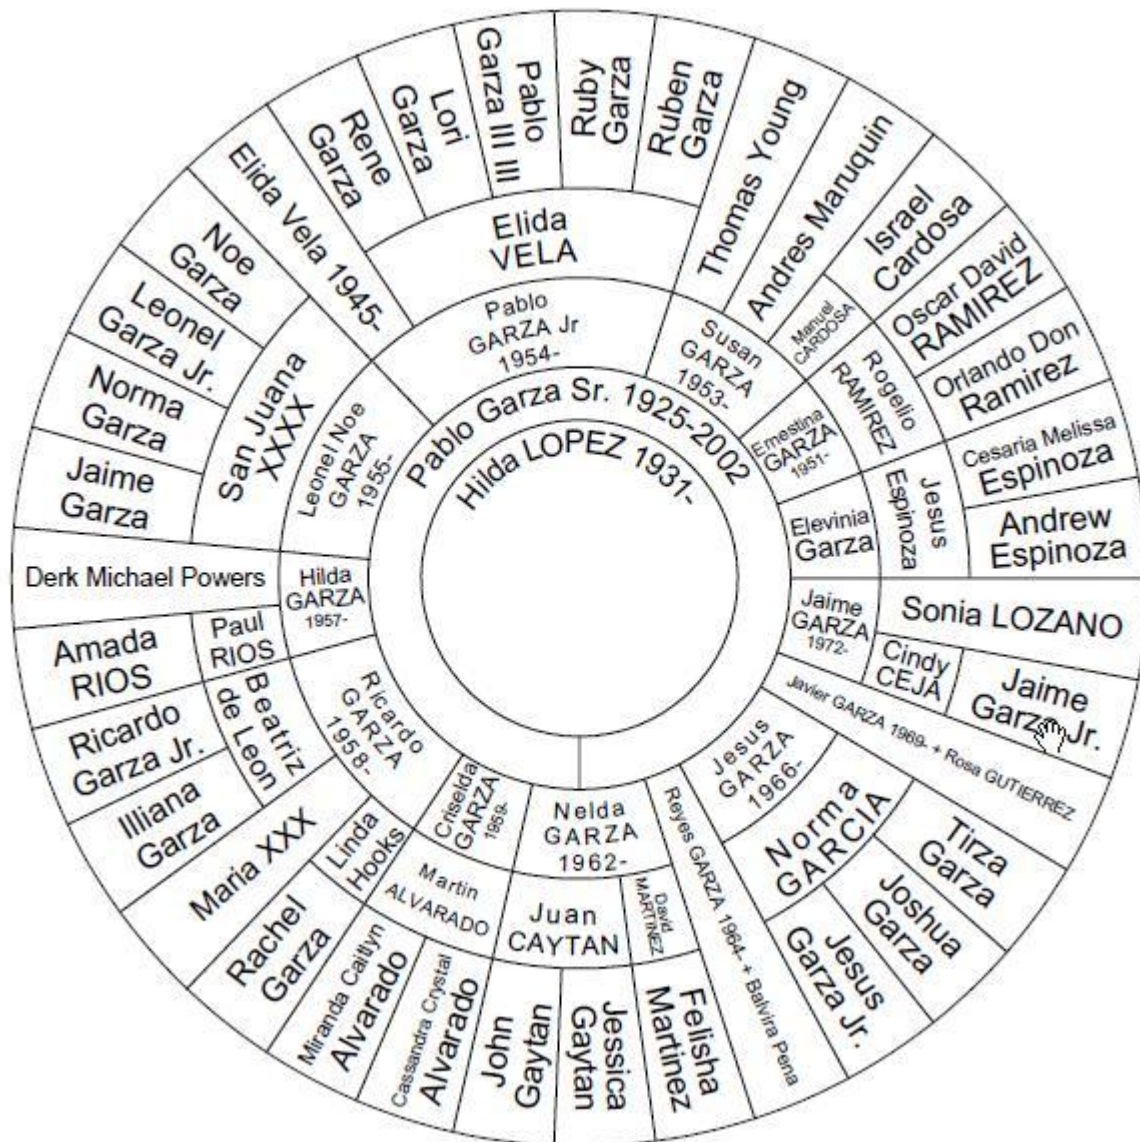 Hilda LOPEZ 1931-
Pablo Garza Sr. 1925-2002
Elevinia
Garza
Jesus
Espinoza
Andrew
Espinoza
Cesaria Melissa
Espinoza
Ernestina
GARZA
1951-
Rogelio
RAMIREZ
Orlando Don
Ramirez
Oscar David
RAMIREZ
Susan
GARZA
1953-
Manuel
CARDOSA
Israel
Cardosa
Andres Maruquin
Thomas Young
Pablo
GARZA Jr
1954-
Elida
VELA
Ruben
Garza
Ruby
Garza
Pablo
Garza III III
Lori
Garza
Rene
Garza
Elida Vela 1945-
Leonel Noe
GARZA
1955-
San Juana
XXXX
Noe
Garza
Leonel
Garza Jr.
Norma
Garza
Jaime
Garza
Hilda
GARZA
1957-
Derk Michael Powers
Paul
RIOS
Amada
RIOS
Ricardo
GARZA
1958-
Beatriz
de Leon
Ricardo
Garza Jr.
Illiana
Garza
Maria XXX
Linda
Hooks
Rachel
Garza
Criselda
GARZA
1959-
Martin
ALVARADO
Miranda Caitlyn
Alvarado
Cassandra Crystal
Alvarado
Nelda
GARZA
1962-
Juan
CAYTAN
John
Gaytan
Jessica
Gaytan
David
MARTINEZ
Felisha
Martinez
Reyes GARZA 1964- + Balvira Pena
Jesus
GARZA
1966-
Norma
GARCIA
Jesus
Garza Jr.
Joshua
Garza
Tirza
Garza
Javier GARZA 1969- + Rosa GUTIERREZ
Jaime
GARZA
1972-
Cindy
CEJA
Jaime
Garza Jr.
Sonia LOZANO